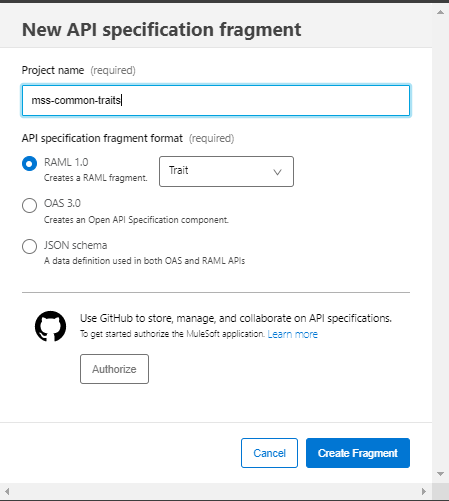 New API specification fragment
Project name (required)
mss-common-traits
API specification fragment format (required)
RAML 1.0
Creates a RAML fragment.
Trait
OAS 3.0
Creates an Open API Specification component.
JSON schema
A data definition used in both OAS and RAML APIs
Use GitHub to store, manage, and collaborate on API specifications.
To get started authorize the MuleSoft application. Learn more
Authorize
Cancel
Create Fragment